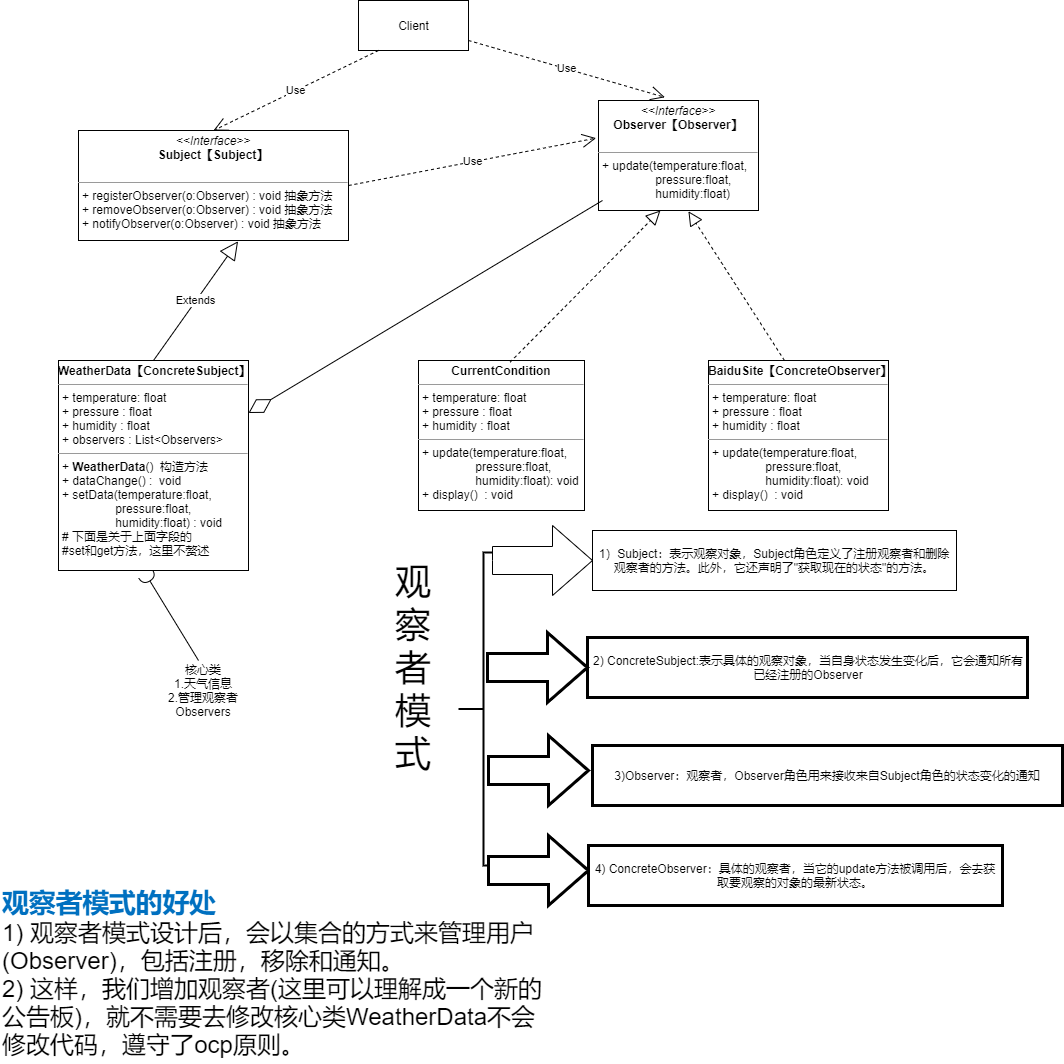 Client
Use
Use
<<Interface>>
Subject【Subject】
+ registerObserver(o:Observer) : void 抽象方法
+ removeObserver(o:Observer) : void 抽象方法
+ notifyObserver(o:Observer) : void 抽象方法
Use
<<Interface>>
Observer【Observer】
+ update(temperature:float,
pressure:float,
humidity:float)
Extends
WeatherData【ConcreteSubject】
+ temperature: float
+ pressure : float
+ humidity : float
+ observers : List<Observers>
+ WeatherData() 构造方法
+ dataChange() : void
+ setData(temperature:float,
pressure:float,
humidity:float) : void
# 下面是关于上面字段的
#set和get方法，这里不赘述
CurrentCondition
+ temperature: float
+ pressure : float
+ humidity : float
+ update(temperature:float,
pressure:float,
humidity:float): void
+ display() : void
BaiduSite【ConcreteObserver】
+ temperature: float
+ pressure : float
+ humidity : float
+ update(temperature:float,
pressure:float,
humidity:float): void
+ display() : void
核心类
1.天气信息
2.管理观察者
Observers
观
察
者
模
式
1) Subject：表示观察对象，Subject角色定义了注册观察者和删除
观察者的方法。此外，它还声明了"获取现在的状态"的方法。
2) ConcreteSubject:表示具体的观察对象，当自身状态发生变化后，它会通知所有
已经注册的Observer
3)Observer：观察者，Observer角色用来接收来自Subject角色的状态变化的通知
4) ConcreteObserver：具体的观察者，当它的update方法被调用后，会去获
取要观察的对象的最新状态。
观察者模式的好处
1) 观察者模式设计后，会以集合的方式来管理用户
(Observer)，包括注册，移除和通知。
2) 这样，我们增加观察者(这里可以理解成一个新的
公告板)，就不需要去修改核心类WeatherData不会
修改代码，遵守了ocp原则。